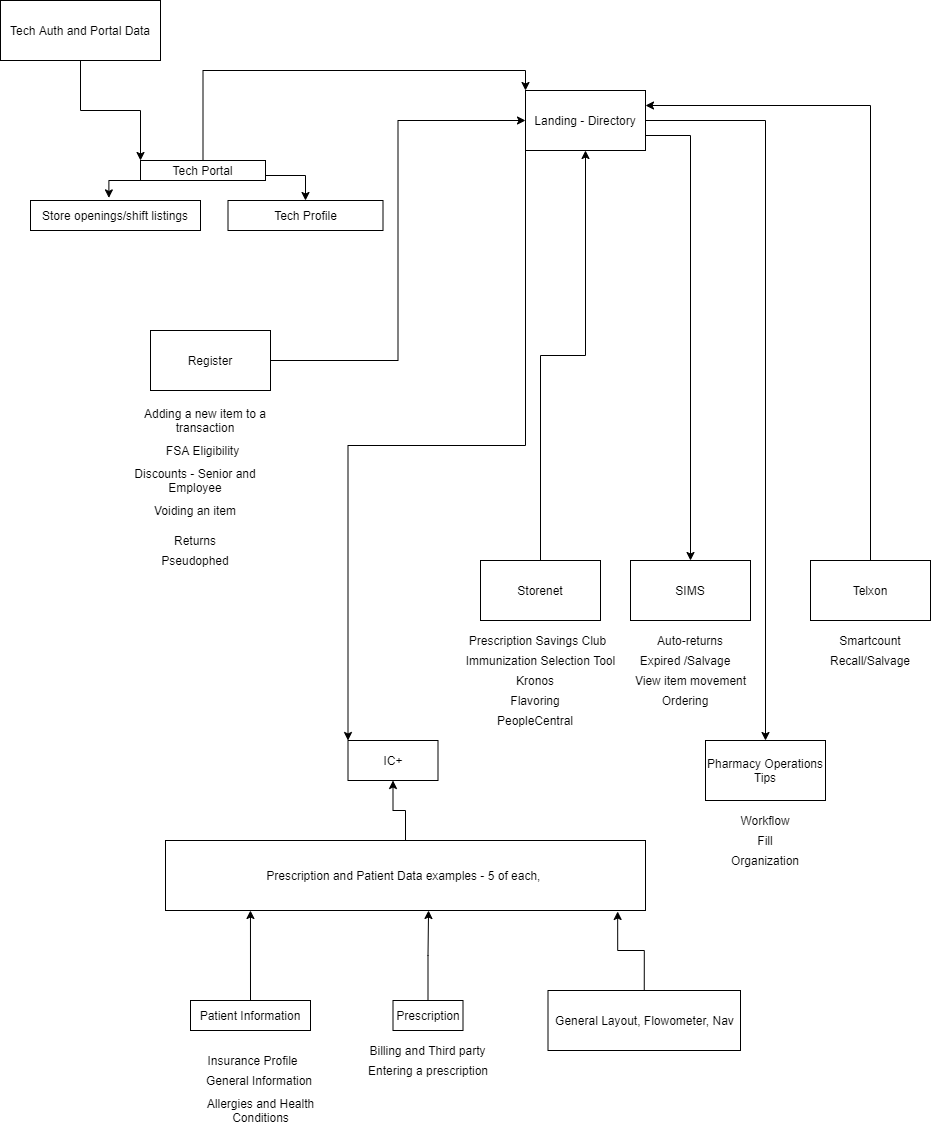 Tech Auth and Portal Data
Landing - Directory
Tech Portal
Store openings/shift listings
Tech Profile
Register
Adding a new item to a
transaction
FSA Eligibility
Discounts - Senior and
Employee
Voiding an item
Returns
Pseudophed
Storenet
Prescription Savings Club
Immunization Selection Tool
Kronos
Flavoring
PeopleCentral
SIMS
Auto-returns
Expired /Salvage
View item movement
Ordering
Telxon
Smartcount
Recall/Salvage
IC+
Pharmacy Operations
Tips
Workflow
Fill
Organization
Prescription and Patient Data examples - 5 of each,
Patient Information
Insurance Profile
General Information
Allergies and Health
Conditions
Prescription
Billing and Third party
Entering a prescription
General Layout, Flowometer, Nav